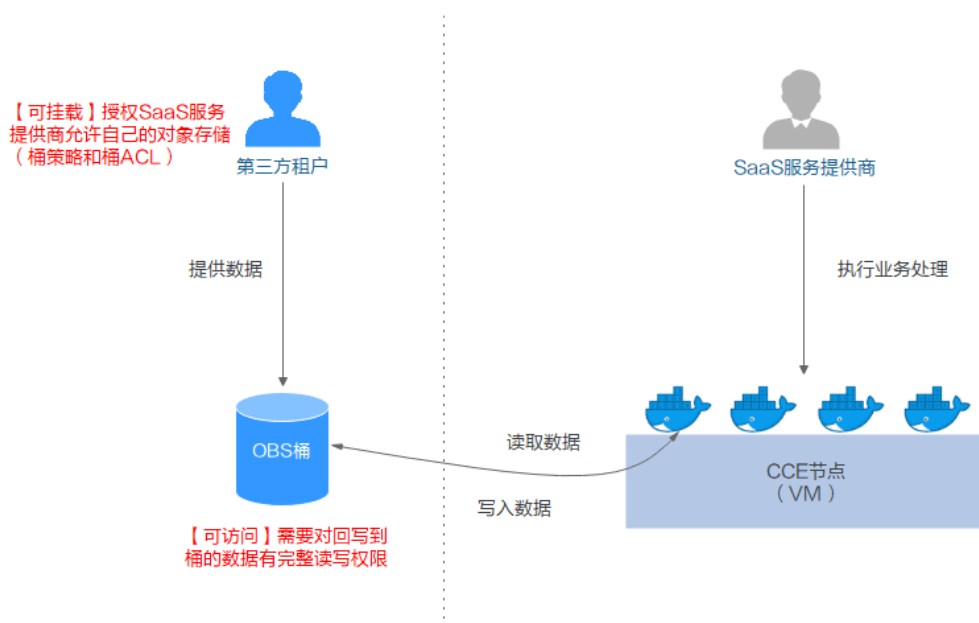 【可挂载】授权SaaS服务
提供商允许自己的对象存储
（桶策略和桶ACL）
第三方租户
SaaS服务提供商
提供数据
执行业务处理
OBS桶
读取数据
写入数据
CCE节点
（VM）
【可访问】需要对回写到
桶的数据有完整读写权限